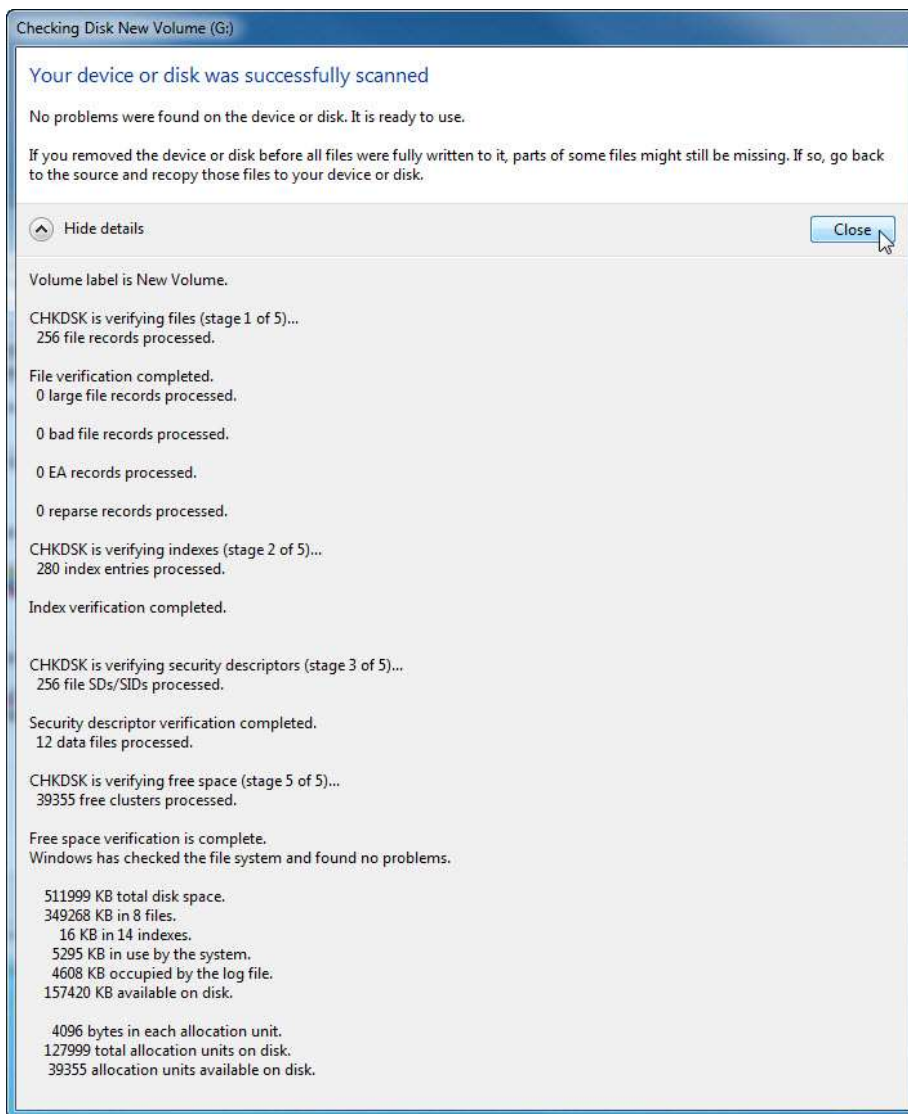 Checking Disk New Volume (G:)
Your device or disk was successfully scanned
No problems were found on the device or disk. It is ready to use.
If you removed the device or disk before all files were fully written to it, parts of some files might still be missing. If so, go back
to the source and recopy those files to your device or disk.
Hide details
Close
Volume label is New Volume.
CHKDSK is verifying files (stage 1 of 5)...
256 file records processed.
File verification completed.
0 large file records processed.
0 bad file records processed.
0 EA records processed.
0 reparse records processed.
CHKDSK is verifying indexes (stage 2 of 5)...
280 index entries processed.
Index verification completed.
CHKDSK is verifying security descriptors (stage 3 of 5)...
256 file SDs/SIDs processed.
Security descriptor verification completed.
12 data files processed.
CHKDSK is verifying free space (stage 5 of 5)...
39355 free clusters processed.
Free space verification is complete.
Windows has checked the file system and found no problems.
511999 KB total disk space.
349268 KB in 8 files.
16 KB in 14 indexes.
5295 KB in use by the system.
4608 KB occupied by the log file.
157420 KB available on disk.
4096 bytes in each allocation unit.
127999 total allocation units on disk.
39355 allocation units available on disk.